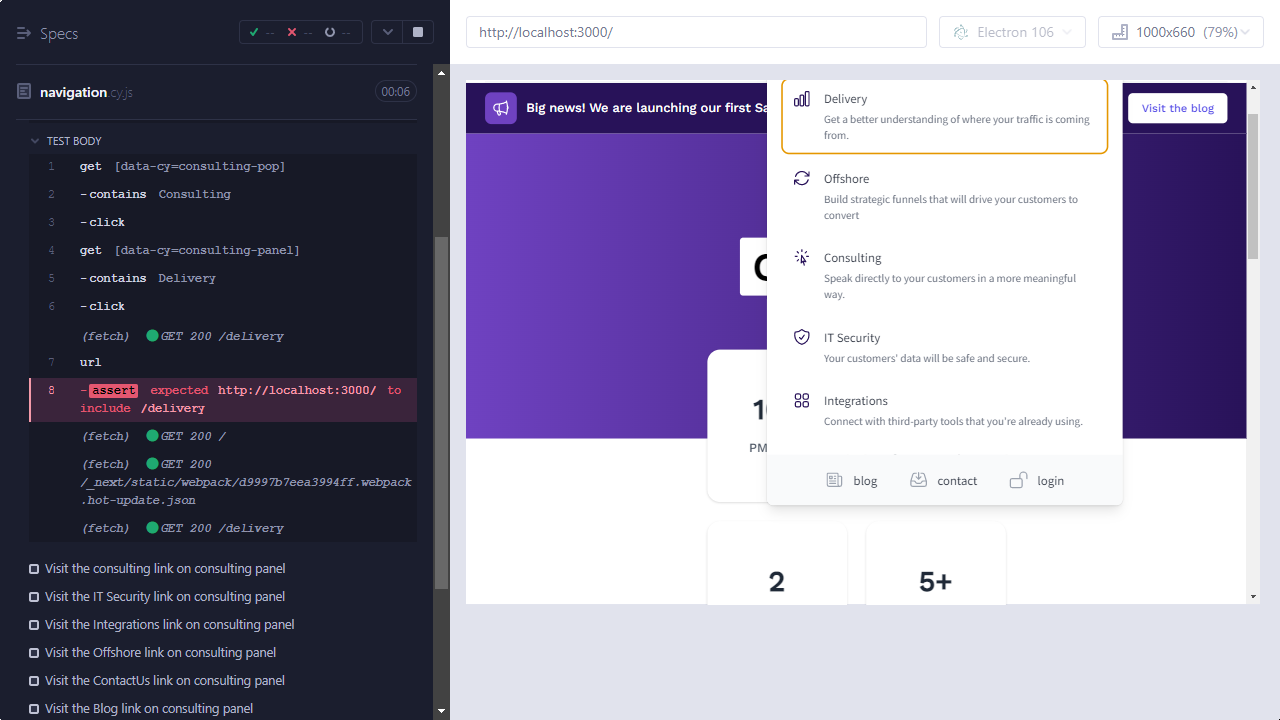 Specs
-- -- --
http://localhost:3000/
Electron 106
1000x660 (79%)
navigation.cy.js
00:06
TEST BODY
1 get [data-cy=consulting-pop]
2 -contains Consulting
3 -click
4 get [data-cy=consulting-panel]
5 -contains Delivery
6 -click
(fetch) GET 200 /delivery
7 url
8 -assert expected http://localhost:3000/ to
include /delivery
(fetch) GET 200 /
(fetch) GET 200
/_next/static/webpack/d9997b7eea3994ff.webpack
.hot-update.json
(fetch) GET 200 /delivery
Visit the consulting link on consulting panel
Visit the IT Security link on consulting panel
Visit the Integrations link on consulting panel
Visit the Offshore link on consulting panel
Visit the ContactUs link on consulting panel
Visit the Blog link on consulting panel
Big news! We are launching our first Sa
Visit the blog
Delivery
Get a better understanding of where your traffic is coming
from.
Offshore
Build strategic funnels that will drive your customers to
convert
Consulting
Speak directly to your customers in a more meaningful
way.
IT Security
Your customers' data will be safe and secure.
Integrations
Connect with third-party tools that you're already using.
blog
contact
login
PM
2
5+